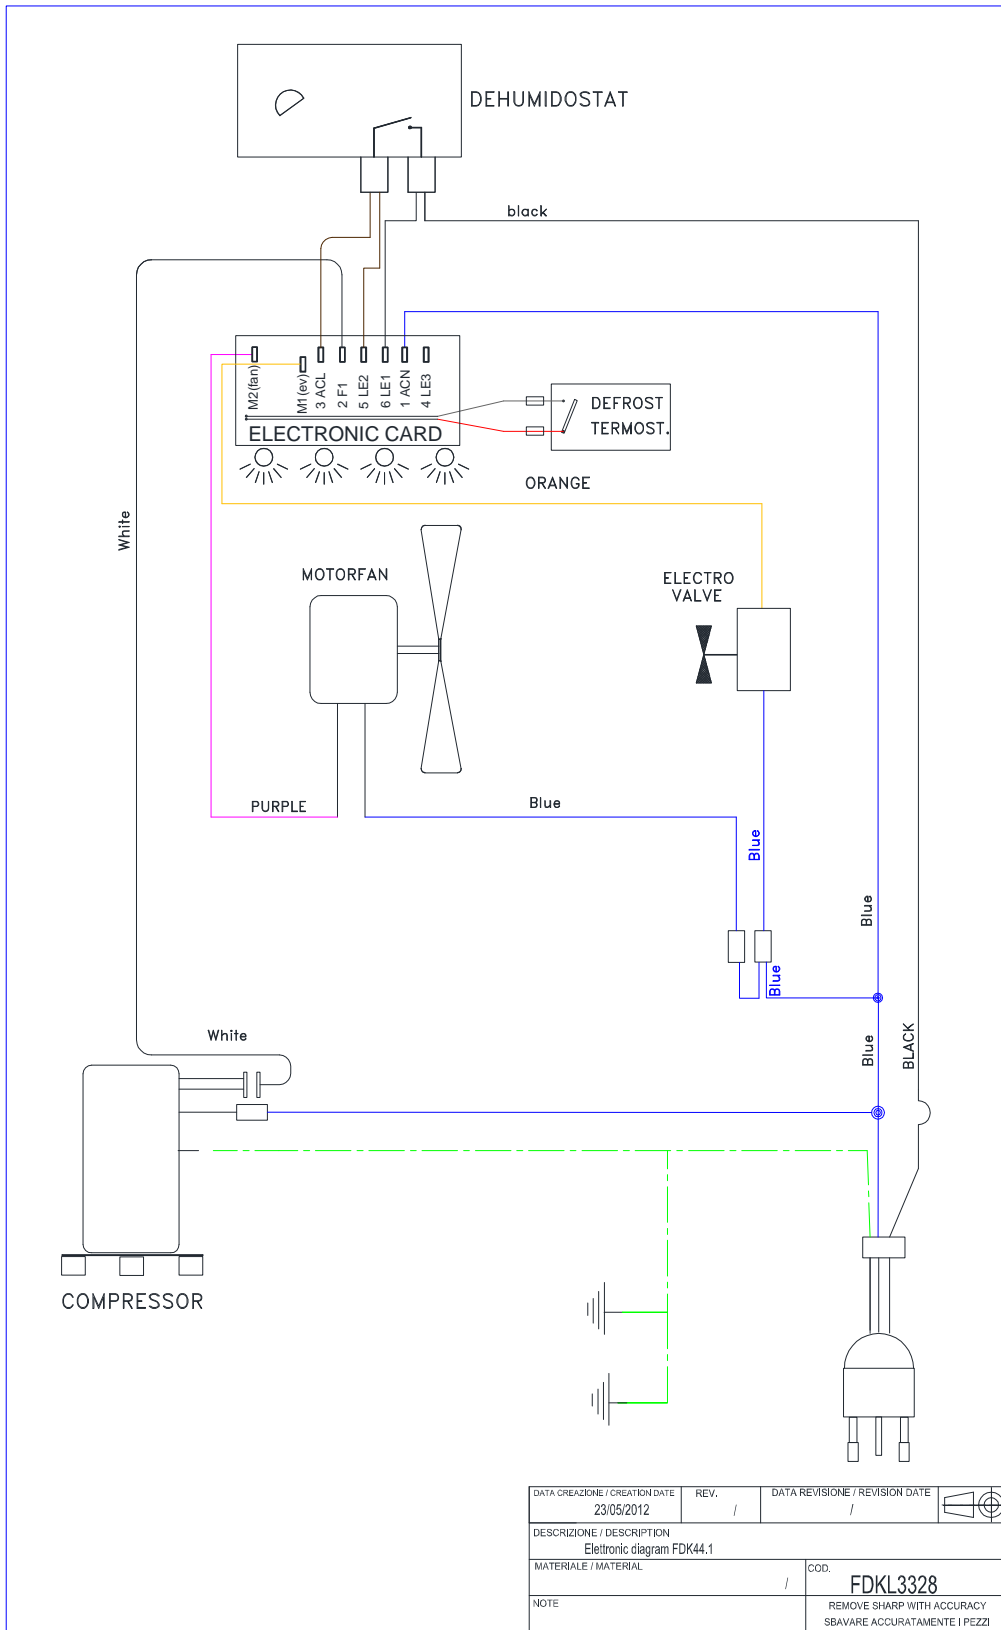 DEHUMIDOSTAT
black
M2(fan)
M1(ev)
3 ACL
2 F1
5 LE2
6 LE1
1 ACN
4 LE3
ELECTRONIC CARD
DEFROST
TERMOST.
ORANGE
White
MOTORFAN
ELECTRO
VALVE
PURPLE
Blue
Blue
Blue
Blue
Blue
BLACK
White
COMPRESSOR
DATA CREAZIONE / CREATION DATE
23/05/2012
REV.
/
DATA REVISIONE / REVISION DATE
/
DESCRIZIONE / DESCRIPTION
Elettronic diagram FDK44.1
MATERIALE / MATERIAL
/
COD.
FDKL3328
NOTE
REMOVE SHARP WITH ACCURACY
SBAVARE ACCURATAMENTE I PEZZI